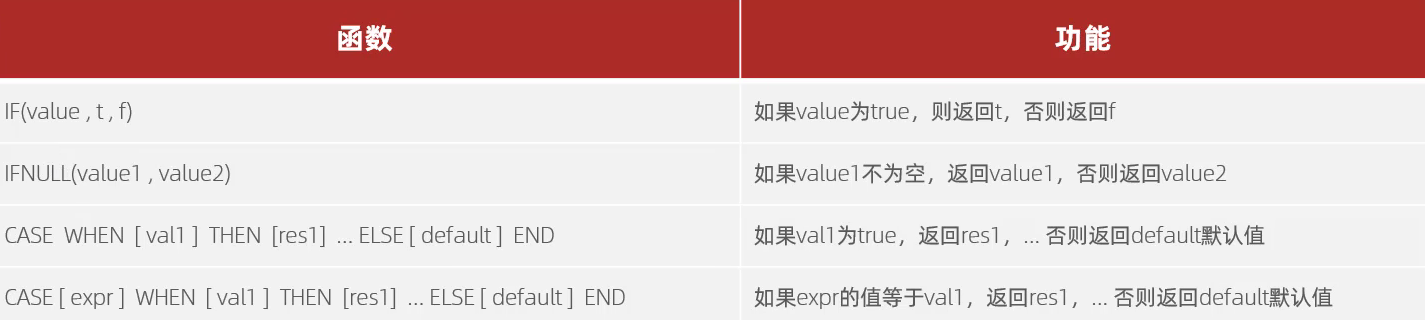 函数 功能
IF(value , t , f) 如果value为true，则返回t，否则返回f
IFNULL(value1 , value2) 如果value1不为空，返回value1，否则返回value2
CASE WHEN [ val1 ] THEN [res1] ... ELSE [ default ] END 如果val1为true，返回res1，... 否则返回default默认值
CASE [ expr ] WHEN [ val1 ] THEN [res1] ... ELSE [ default ] END 如果expr的值等于val1，返回res1，... 否则返回default默认值